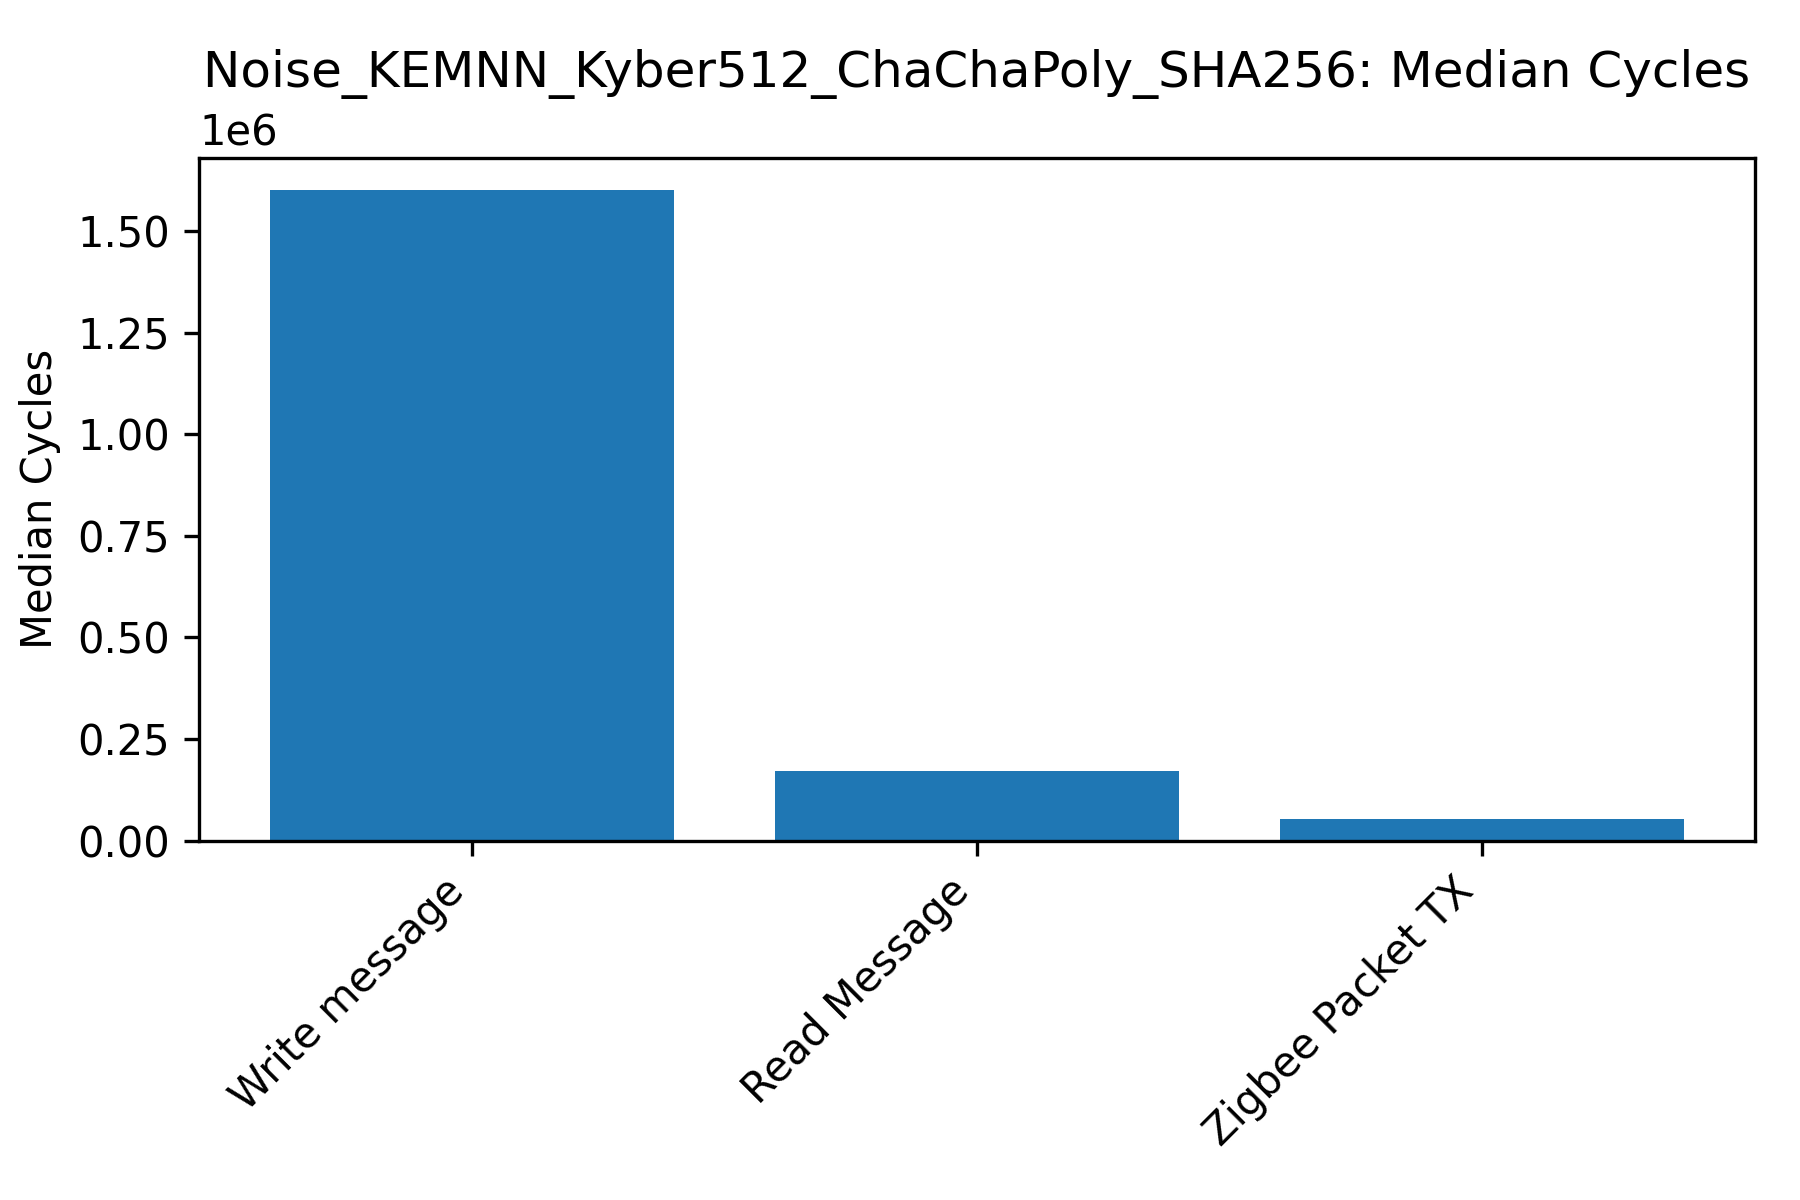 Noise_KEMNN_Kyber512_ChaChaPoly_SHA256: Median Cycles
1e6
1.50
1.25
1.00
0.75
0.50
0.25
0.00
Median Cycles
Write message
Read Message
Zigbee Packet TX